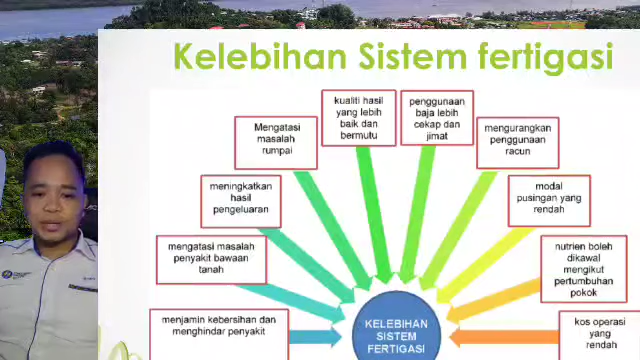 Kelebihan Sistem fertigasi
kualiti hasil
yang lebih
baik dan
bermutu
penggunaan
baja lebih
cekap dan
jimat
Mengatasi
masalah
rumpai
mengurangkan
penggunaan
racun
meningkatkan
hasil
pengeluaran
modal
pusingan yang
rendah
mengatasi masalah
penyakit bawaan
tanah
nutrien boleh
dikawal
mengikut
pertumbuhan
pokok
menjamin kebersihan dan
menghindar penyakit
kos operasi
yang
rendah
KELEBIHAN
SISTEM
FERTIGASI